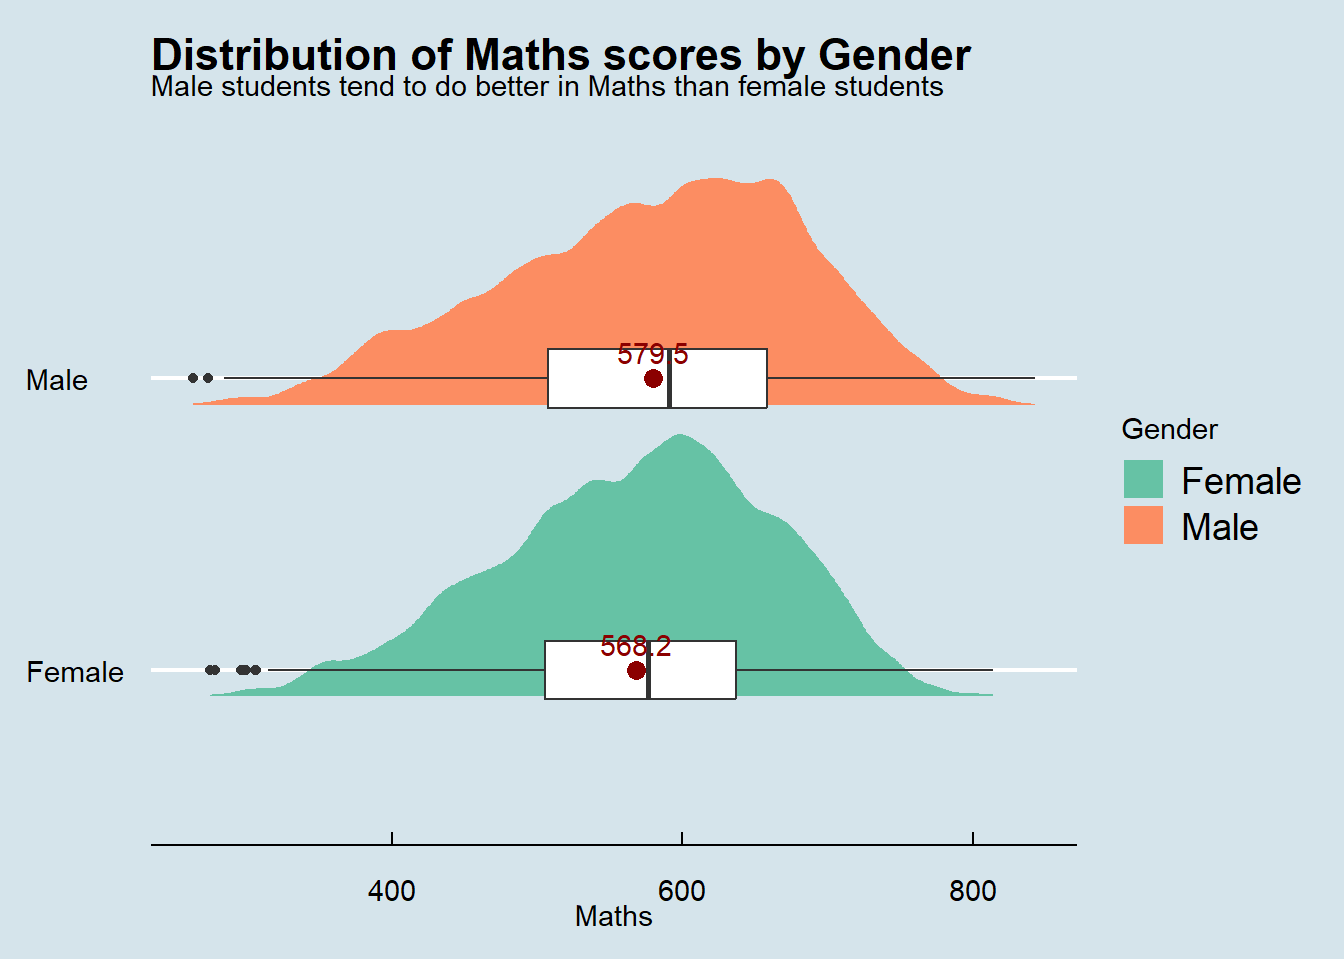 Distribution of Maths scores by Gender
Male students tend to do better in Maths than female students
579.5
Male
Gender
Female
Male
568.2
Female
400 600 800
Maths